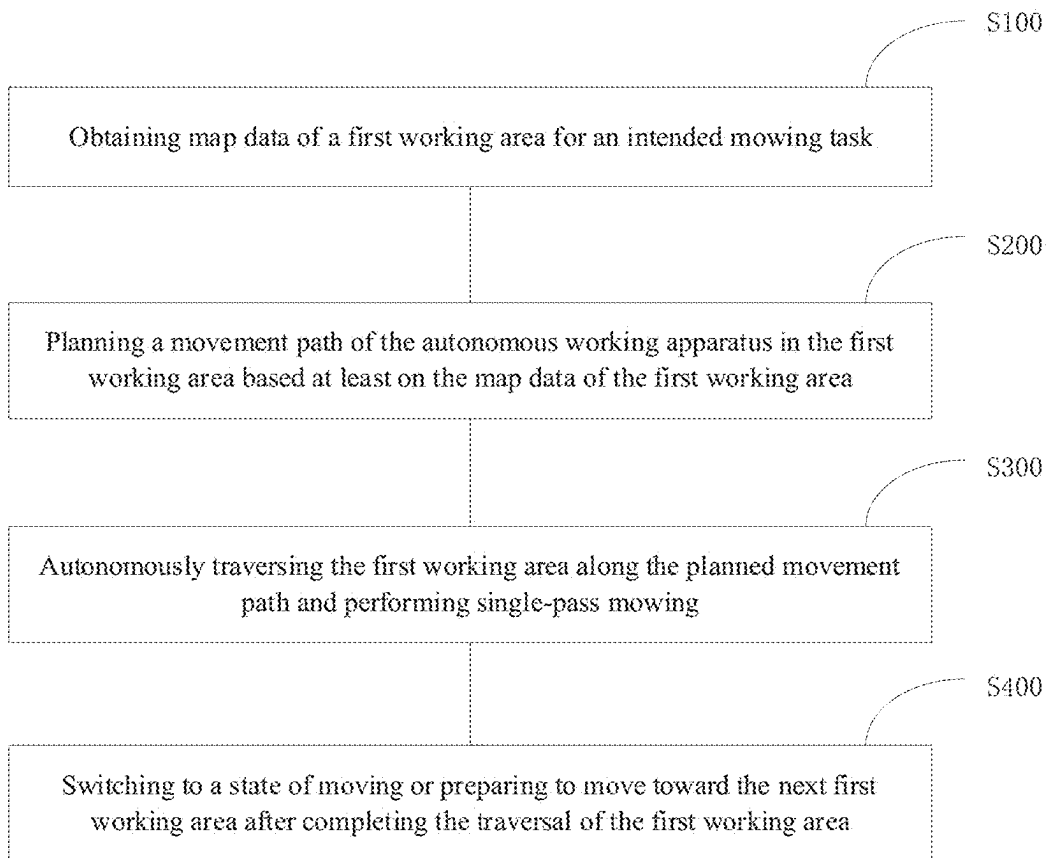 S100
Obtaining map data of a first working area for an intended mowing task
S200
Planning a movement path of the autonomous working apparatus in the first
working area based at least on the map data of the first working area
S300
Autonomously traversing the first working area along the planned movement
path and performing single-pass mowing
S400
Switching to a state of moving or preparing to move toward the next first
working area after completing the traversal of the first working area